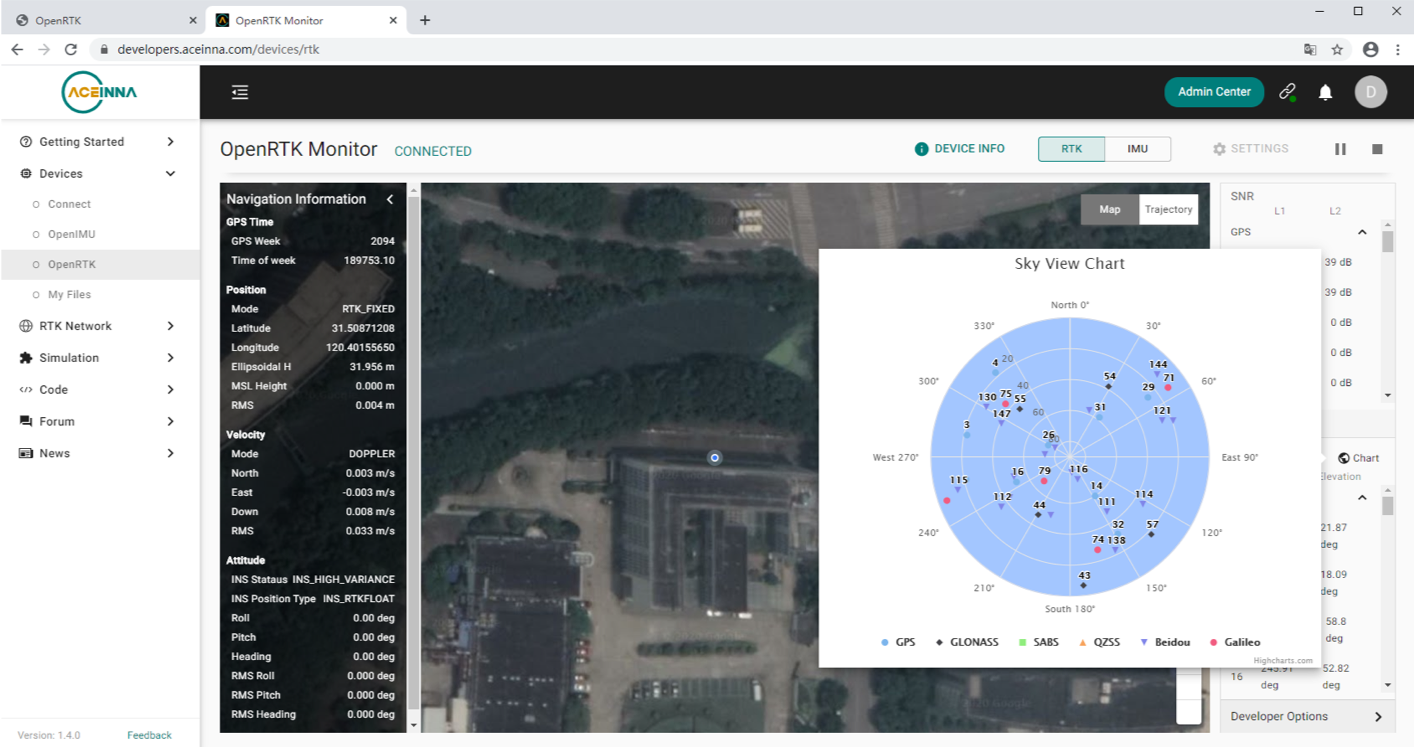 OpenRTK
OpenRTK Monitor
developers.aceinna.com/devices/rtk
ACEINNA
Admin Center
D
Getting Started
Devices
Connect
OpenIMU
OpenRTK
My Files
RTK Network
Simulation
Code
Forum
News
Version: 1.4.0 Feedback
OpenRTK Monitor CONNECTED
DEVICE INFO
RTK IMU
SETTINGS
Navigation Information
GPS Time
GPS Week 2094
Time of week 189753.10
Position
Mode RTK_FIXED
Latitude 31.50871208
Longitude 120.40155650
Ellipsoidal H 31.956 m
MSL Height 0.000 m
RMS 0.004 m
Velocity
Mode DOPPLER
North 0.003 m/s
East -0.003 m/s
Down 0.008 m/s
RMS 0.033 m/s
Attitude
INS Stataus INS_HIGH_VARIANCE
INS Position Type INS_RTKFLOAT
Roll 0.00 deg
Pitch 0.00 deg
Heading 0.00 deg
RMS Roll 0.000 deg
RMS Pitch 0.000 deg
RMS Heading 0.000 deg
Map Trajectory
Sky View Chart
North 0°
330° 30°
4 20
144
71
54
29
300° 60°
40
130 75 55
60
31
147
121
3
26
80
West 270° East 90°
16 79 116
115
14
112
111
114
44
32
57
240° 120°
74 138
43
210° 150°
South 180°
GPS GLONASS SABS QZSS Beidou Galileo
Highcharts.com
SNR
L1 L2
GPS
39 dB
39 dB
0 dB
0 dB
0 dB
Chart
Elevation
21.87
deg
18.09
deg
58.8
deg
16 245.91 52.82
deg deg
Developer Options